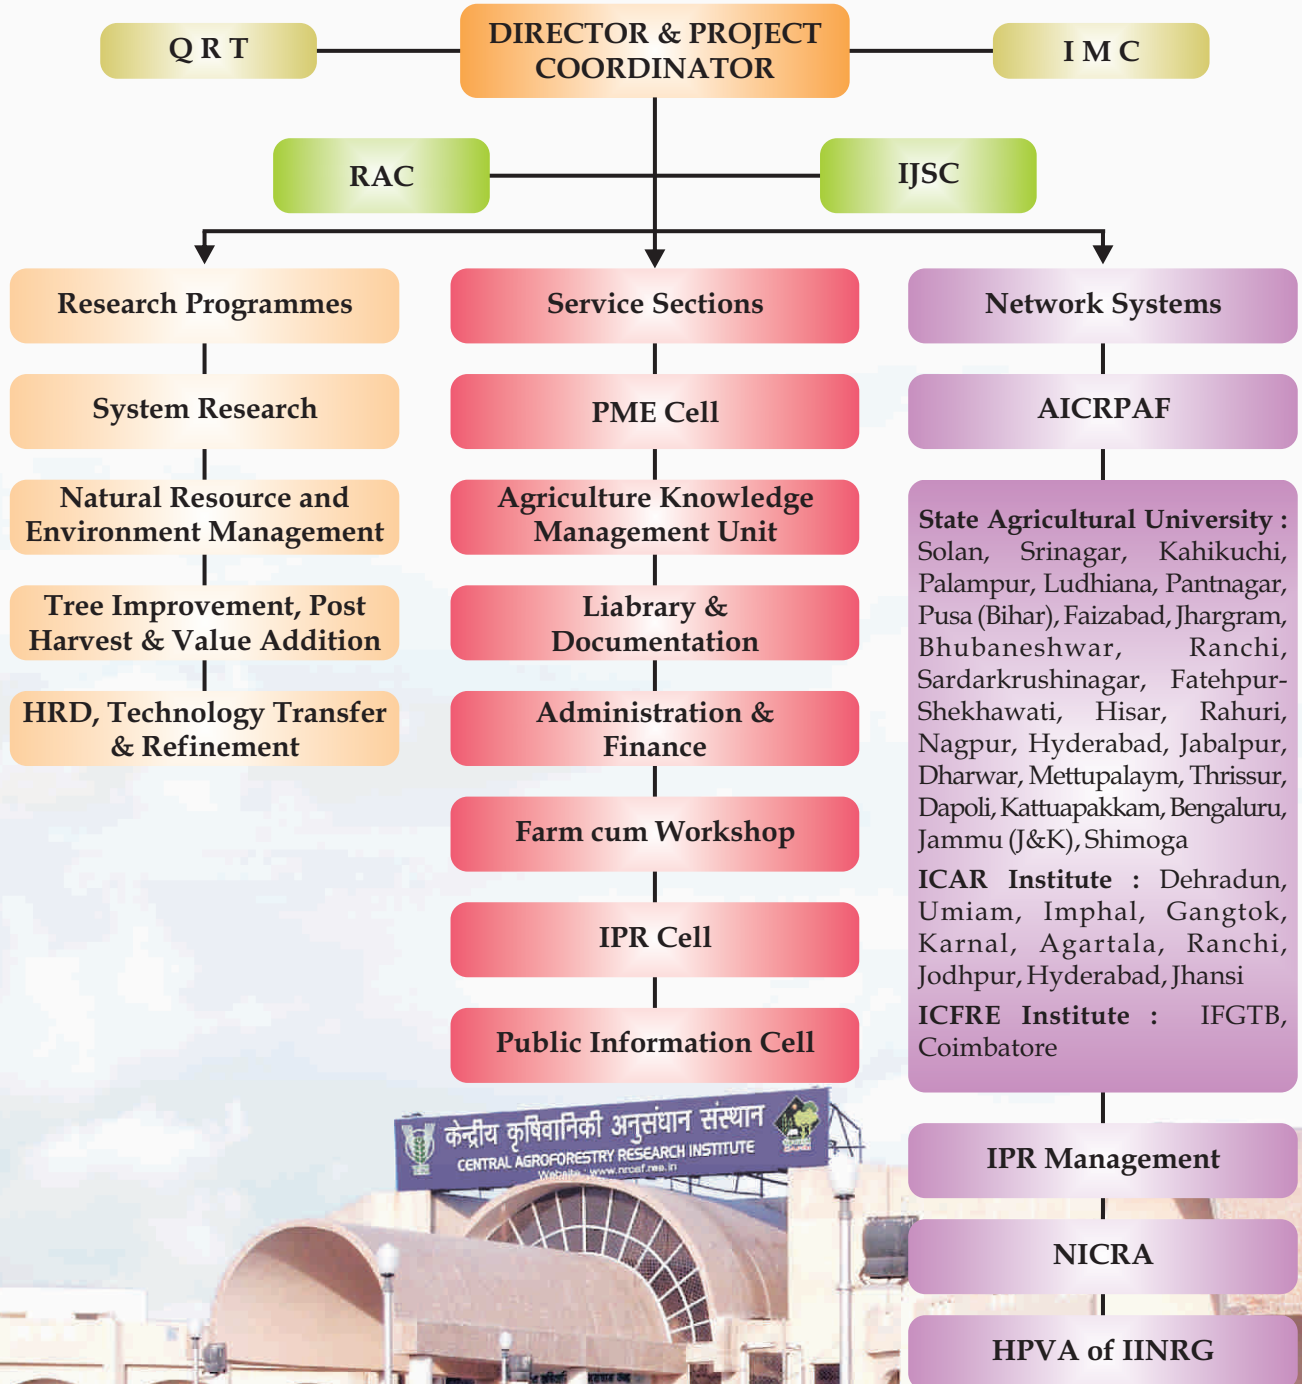 Q R T
DIRECTOR & PROJECT
COORDINATOR
I M C
RAC
IJSC
Research Programmes
System Research
Natural Resource and
Environment Management
Tree Improvement, Post
Harvest & Value Addition
HRD, Technology Transfer
& Refinement
Service Sections
PME Cell
Agriculture Knowledge
Management Unit
Liabrary &
Documentation
Administration &
Finance
Farm cum Workshop
IPR Cell
Public Information Cell
Network Systems
AICRPAF
State Agricultural University :
Solan, Srinagar, Kahikuchi,
Palampur, Ludhiana, Pantnagar,
Pusa (Bihar), Faizabad, Jhargram,
Bhubaneshwar, Ranchi,
Sardarkrushinagar, Fatehpur-
Shekhawati, Hisar, Rahuri,
Nagpur, Hyderabad, Jabalpur,
Dharwar, Mettupalaym, Thrissur,
Dapoli, Kattuapakkam, Bengaluru,
Jammu (J&K), Shimoga
ICAR Institute : Dehradun,
Umiam, Imphal, Gangtok,
Karnal, Agartala, Ranchi,
Jodhpur, Hyderabad, Jhansi
ICFRE Institute : IFGTB,
Coimbatore
IPR Management
NICRA
HPVA of IINRG
केन्द्रीय कृषिवानिकी अनुसंधान संस्थान
CENTRAL AGROFORESTRY RESEARCH INSTITUTE
Website : www.nrcaf.res.in